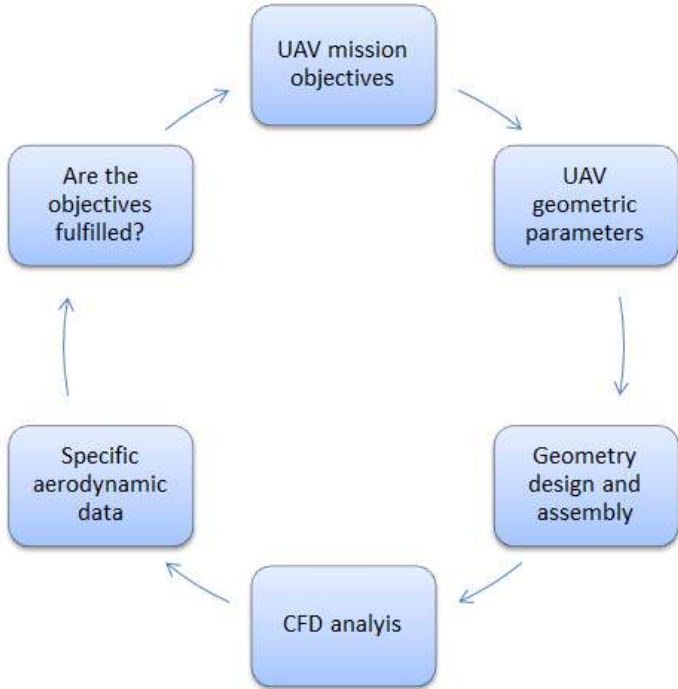 UAV mission
objectives
UAV
geometric
parameters
Geometry
design and
assembly
CFD analyis
Specific
aerodynamic
data
Are the
objectives
fulfilled?